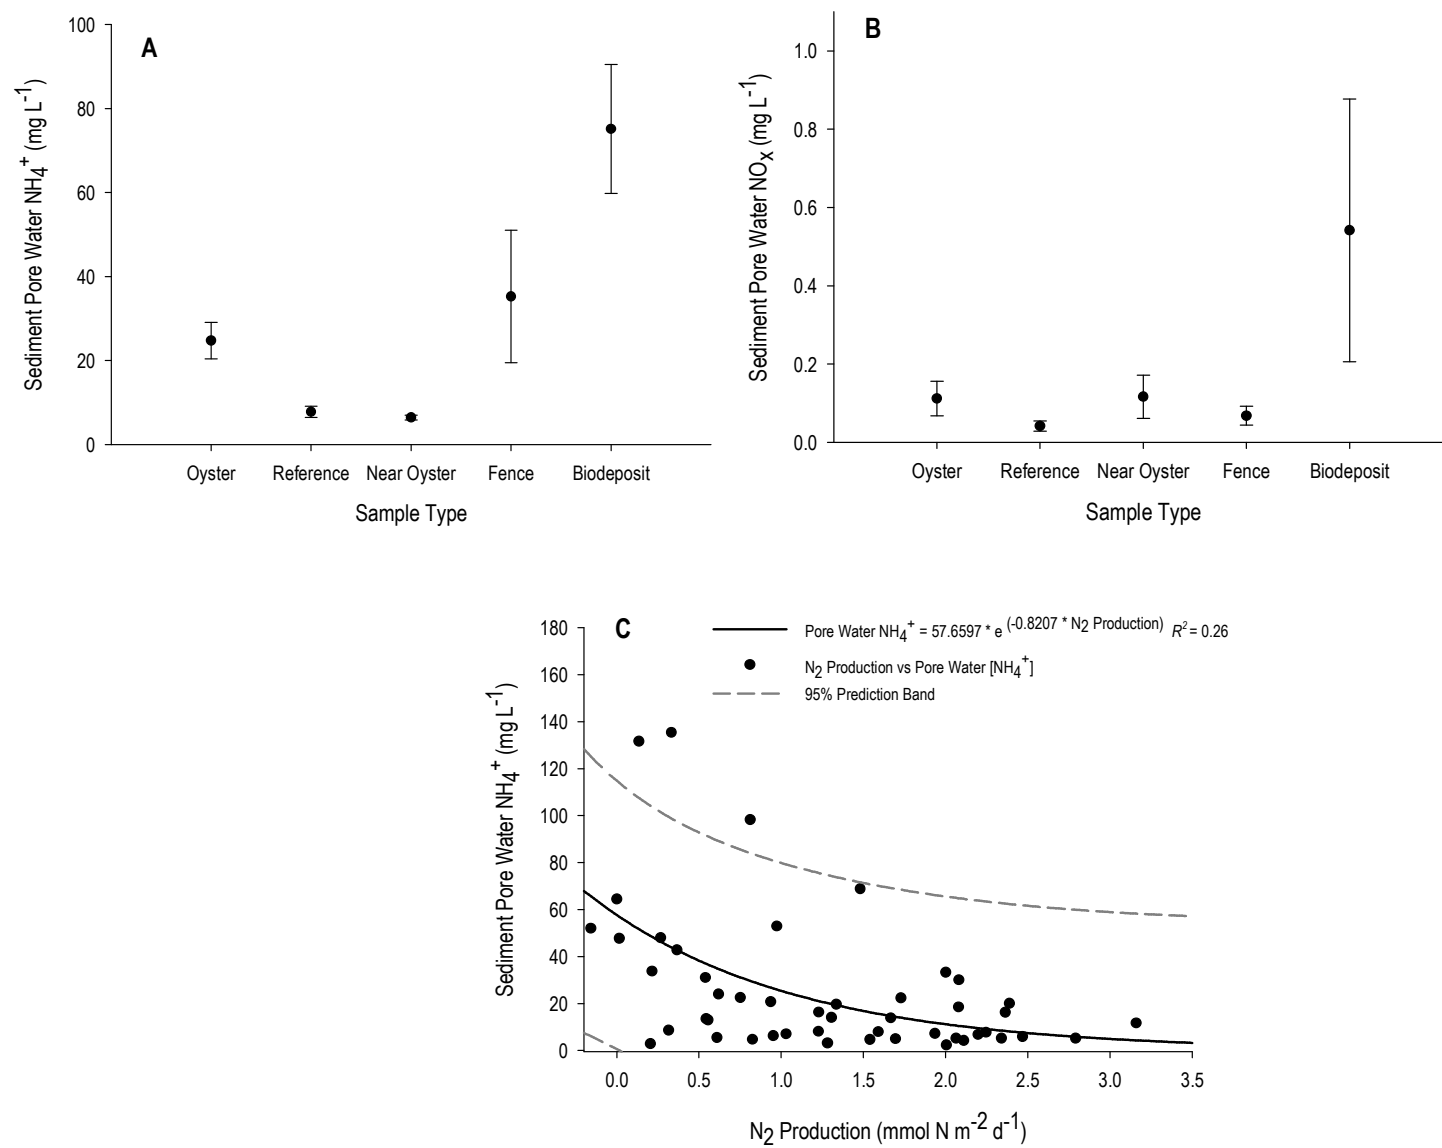 A
Sediment Pore Water NH4+ (mg L-1)
100
80
60
40
20
0
Oyster Reference Near Oyster Fence Biodeposit
Sample Type
B
Sediment Pore Water NOx (mg L-1)
1.0
0.8
0.6
0.4
0.2
0.0
Oyster Reference Near Oyster Fence Biodeposit
Sample Type
C
Pore Water NH4+ = 57.6597 * e (-0.8207 * N2 Production) R2 = 0.26
N2 Production vs Pore Water [NH4+]
95% Prediction Band
Sediment Pore Water NH4+ (mg L-1)
180
160
140
120
100
80
60
40
20
0
0.0 0.5 1.0 1.5 2.0 2.5 3.0 3.5
N2 Production (mmol N m-2 d-1)